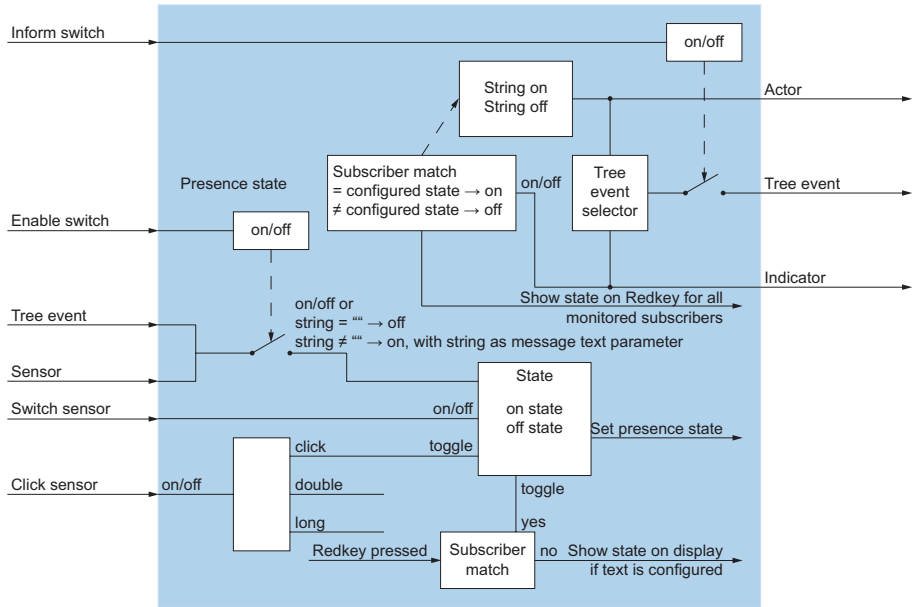 Inform switch
on/off
String on
String off
Actor
Subscriber match
= configured state → on
≠ configured state → off
on/off
Tree
event
selector
Tree event
Presence state
Enable switch
on/off
Indicator
Show state on Redkey for all
monitored subscribers
on/off or
string = ““ → off
string ≠ ““ → on, with string as message text parameter
Tree event
Sensor
State
on state
off state
Switch sensor
on/off
Set presence state
click
toggle
Click sensor
on/off
double
long
toggle
yes
Redkey pressed
Subscriber
match
no
Show state on display
if text is configured